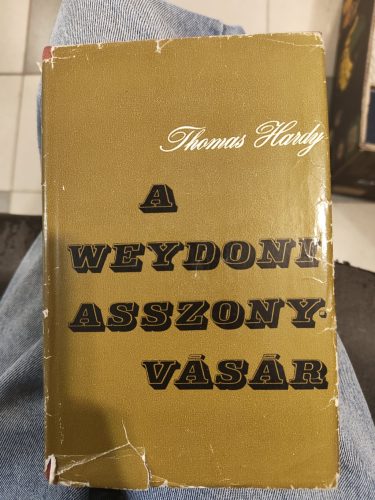 Thomas Hardy
A
WEYDONI
ASSZONY-
VÁSÁR